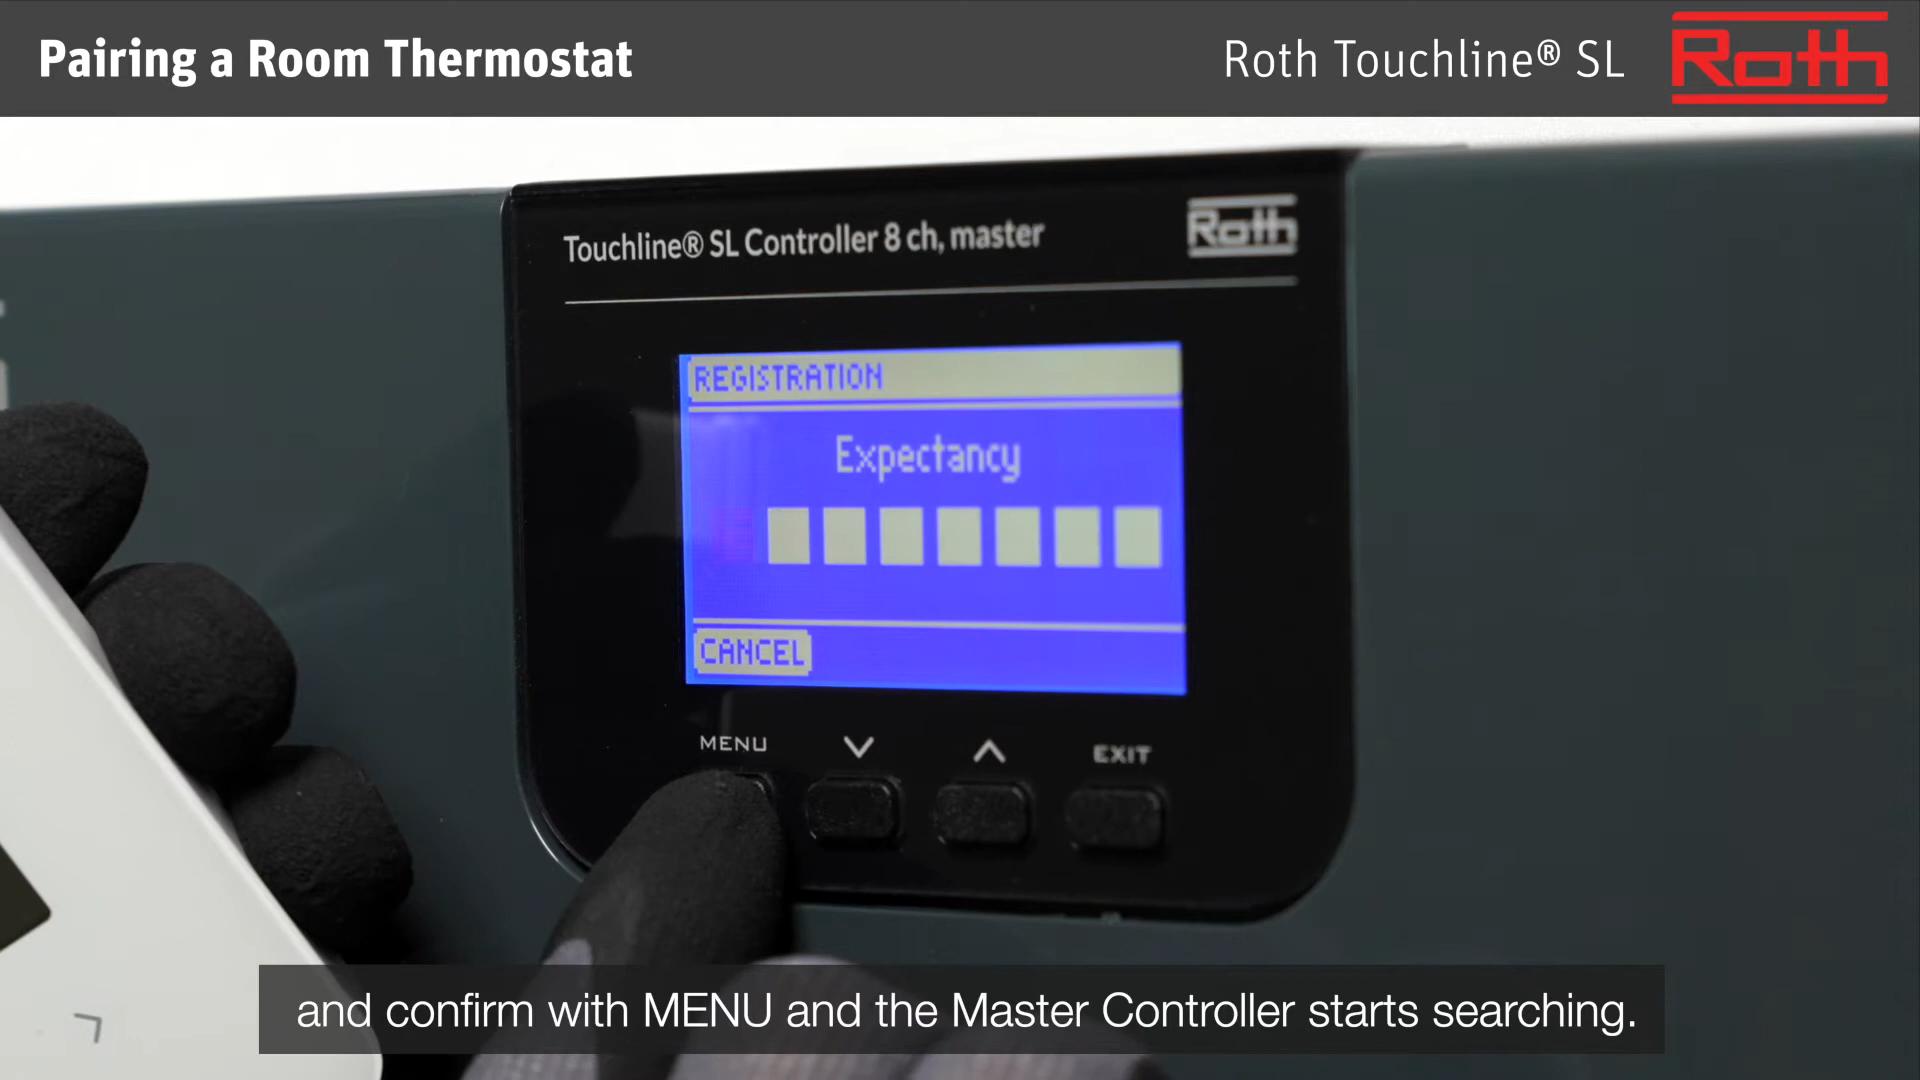 Pairing a Room Thermostat
Roth Touchline® SL
Roth
Touchline® SL Controller 8 ch, master
Roth
REGISTRATION
Expectancy
CANCEL
MENU
EXIT
and confirm with MENU and the Master Controller starts searching.